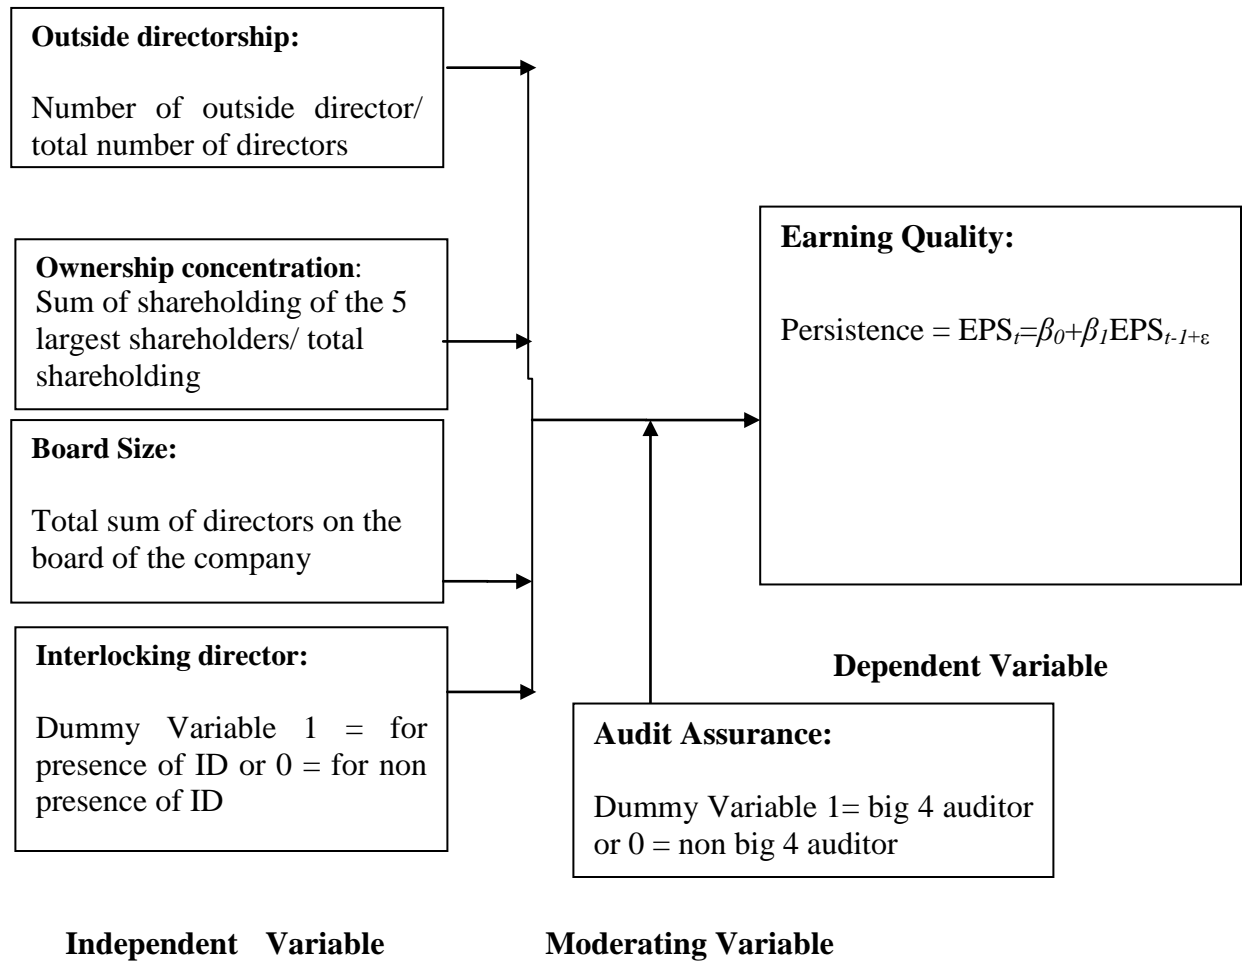 Outside directorship:
Number of outside director/
total number of directors
Ownership concentration:
Sum of shareholding of the 5
largest shareholders/ total
shareholding
Board Size:
Total sum of directors on the
board of the company
Interlocking director:
Dummy Variable 1 = for
presence of ID or 0 = for non
presence of ID
Independent Variable
Earning Quality:
Persistence = EPSₜ=β₀+β₁EPSₜ₋₁₊ε
Dependent Variable
Audit Assurance:
Dummy Variable 1= big 4 auditor
or 0 = non big 4 auditor
Moderating Variable